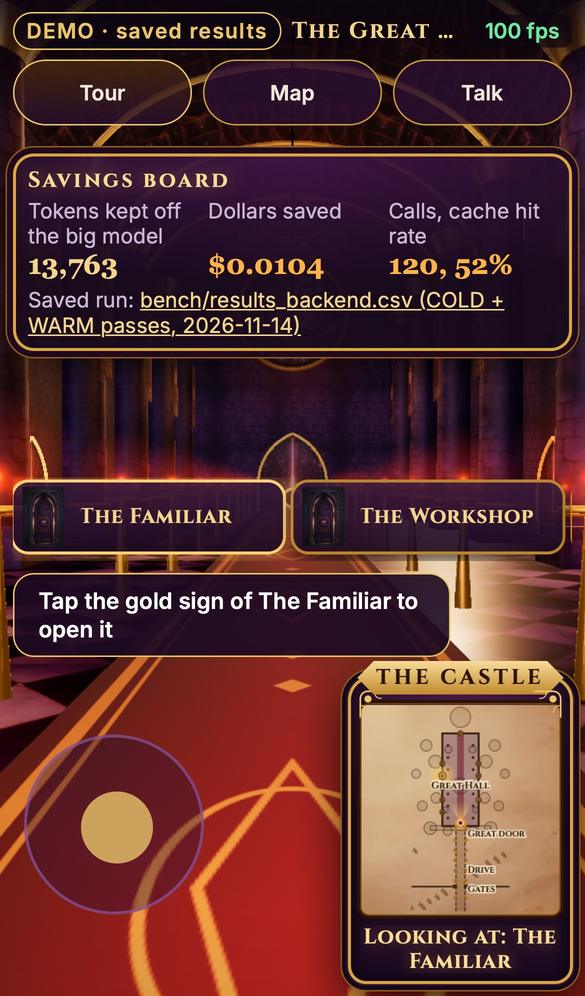 DEMO · saved results
The Great ...
100 fps
Tour
Map
Talk
Savings board
Tokens kept off the big model
13,763
Dollars saved
$0.0104
Calls, cache hit rate
120, 52%
Saved run: bench/results_backend.csv (COLD +
WARM passes, 2026-11-14)
The Familiar
The Workshop
Tap the gold sign of The Familiar to
open it
The Castle
Great Hall
Great door
Drive
Gates
Looking at: The
Familiar